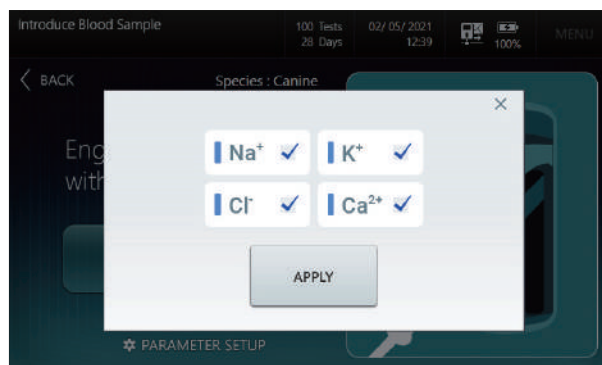 Introduce Blood Sample
100 Tests
28 Days
02/05/2021
12:39
100%
MENU
BACK
Species : Canine
Eng
with
Na⁺
K⁺
Cl⁻
Ca²⁺
APPLY
PARAMETER SETUP